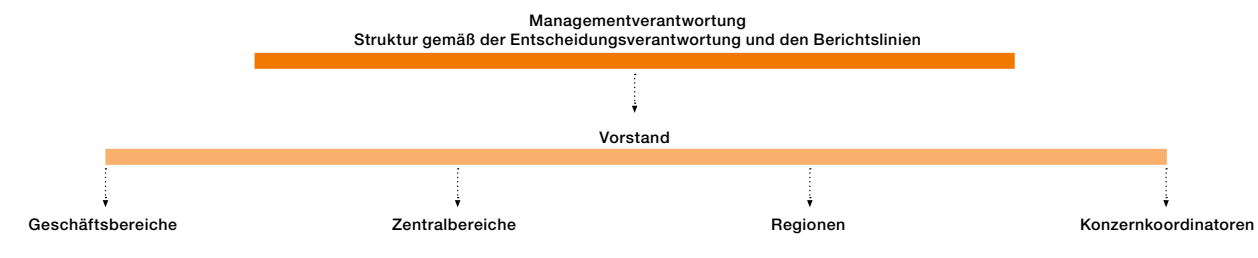 Managementverantwortung
Struktur gemäß der Entscheidungsverantwortung und den Berichtslinien
Vorstand
Geschäftsbereiche
Zentralbereiche
Regionen
Konzernkoordinatoren